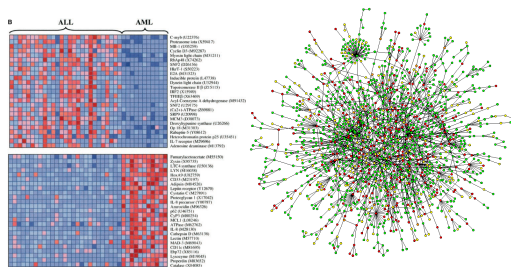 B
ALL
AML
C-myb (U22376)
Proteasome iota (X59417)
MB-1 (U05259)
Cyclin D3 (M92287)
Myosin light chain (M31211)
RbAp48 (X74262)
SNF2 (D26156)
HkrT-1 (S50223)
E2A (M31523)
Inducible protein (L47738)
Dynein light chain (U32944)
Topoisomerase II β (Z15115)
IRF2 (X15949)
TFIIEβ (X63469)
Acyl-Coenzyme A dehydrogenase (M91432)
SNF2 (U29175)
(Ca2+)-ATPase (Z69881)
SRP9 (U20998)
MCM3 (D38073)
Deoxyhypusine synthase (U26266)
Op 18 (M31303)
Rabaptin-5 (Y08612)
Heterochromatin protein p25 (U35451)
IL-7 receptor (M29696)
Adenosine deaminase (M13792)
Fumarylacetoacetate (M55150)
Zyxin (X95735)
LTC4 synthase (U50136)
LYN (M16038)
HoxA9 (U82759)
CD33 (M23197)
Adipsin (M84526)
Leptin receptor (Y12670)
Cystatin C (M27891)
Proteoglycan 1 (X17042)
IL-8 precursor (Y00787)
Azurocidin (M96326)
p62 (U46751)
CyP3 (M80254)
MCL1 (L08246)
ATPase (M62762)
IL-8 (M28130)
Cathepsin D (M63138)
Lectin (M57710)
MAD-3 (M69043)
CD11c (M81695)
Ebp72 (X85116)
Lysozyme (M19045)
Properdin (M83652)
Catalase (X04085)